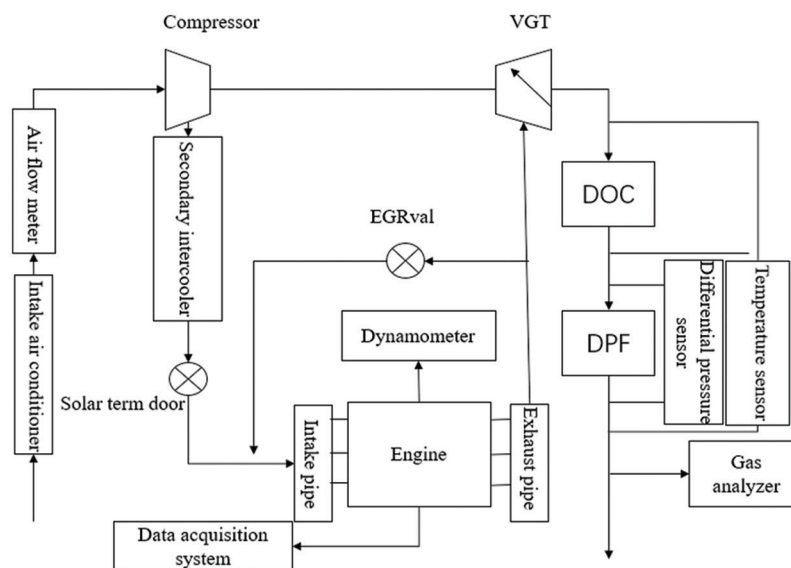 Compressor
VGT
Air flow meter
Intake air conditioner
Secondary intercooler
Solar term door
EGRval
Dynamometer
Intake pipe
Engine
Exhaust pipe
Data acquisition
system
DOC
DPF
Differential pressure
sensor
Temperature sensor
Gas
analyzer